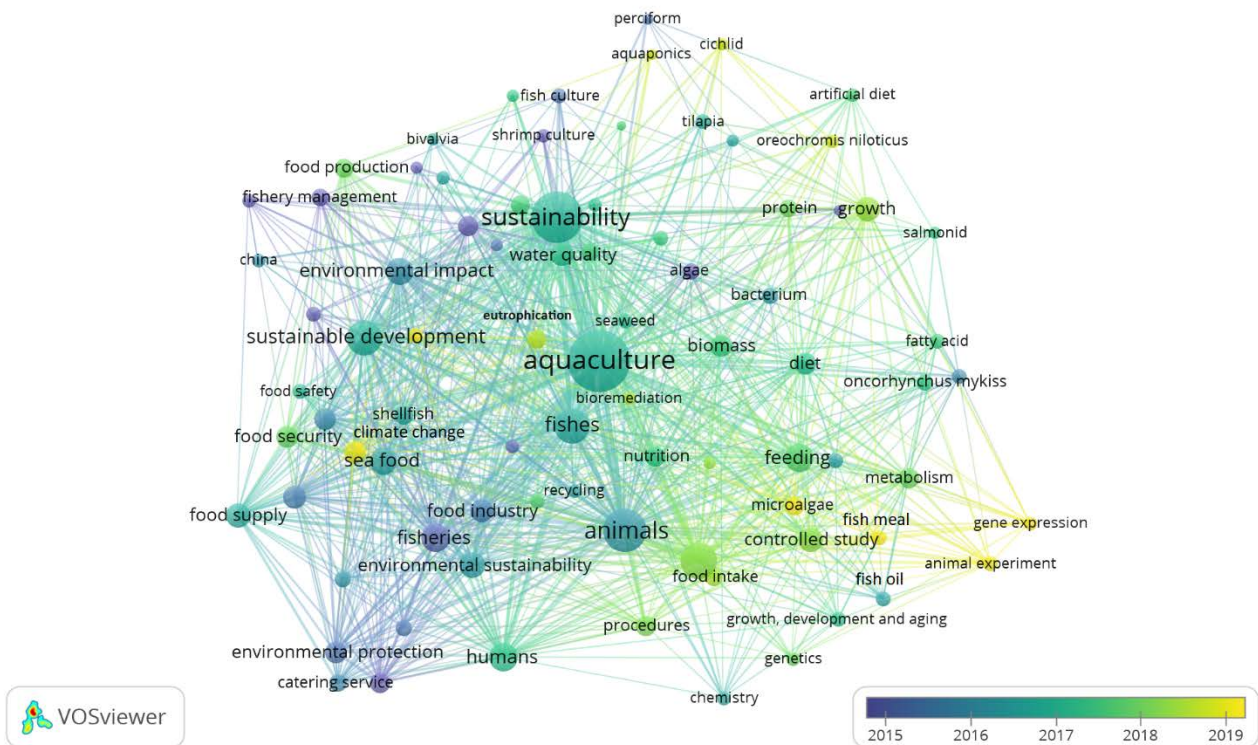 perciform
aquaponics
cichlid
fish culture
artificial diet
shrimp culture
tilapia
bivalvia
oreochromis niloticus
food production
fishery management
sustainability
protein
growth
salmonid
water quality
china
environmental impact
algae
bacterium
eutrophication
seaweed
sustainable development
biomass
fatty acid
aquaculture
diet
oncorhynchus mykiss
food safety
bioremediation
shellfish
fishes
climate change
food security
sea food
nutrition
feeding
metabolism
recycling
microalgae
food supply
food industry
fish meal
gene expression
fisheries
animals
controlled study
environmental sustainability
food intake
animal experiment
fish oil
procedures
growth, development and aging
environmental protection
humans
genetics
catering service
chemistry
VOSviewer
2015 2016 2017 2018 2019